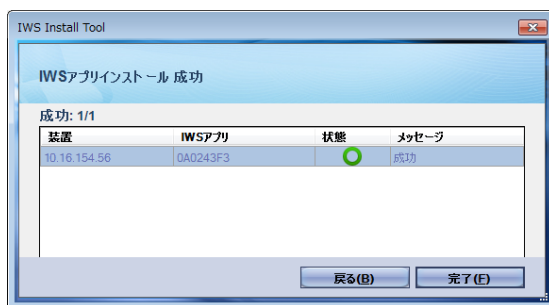 IWS Install Tool
IWSアプリインストール 成功
成功: 1/1
装置 IWSアプリ 状態 メッセージ
10.16.154.56 0A0243F3 成功
戻る(B) 完了(F)